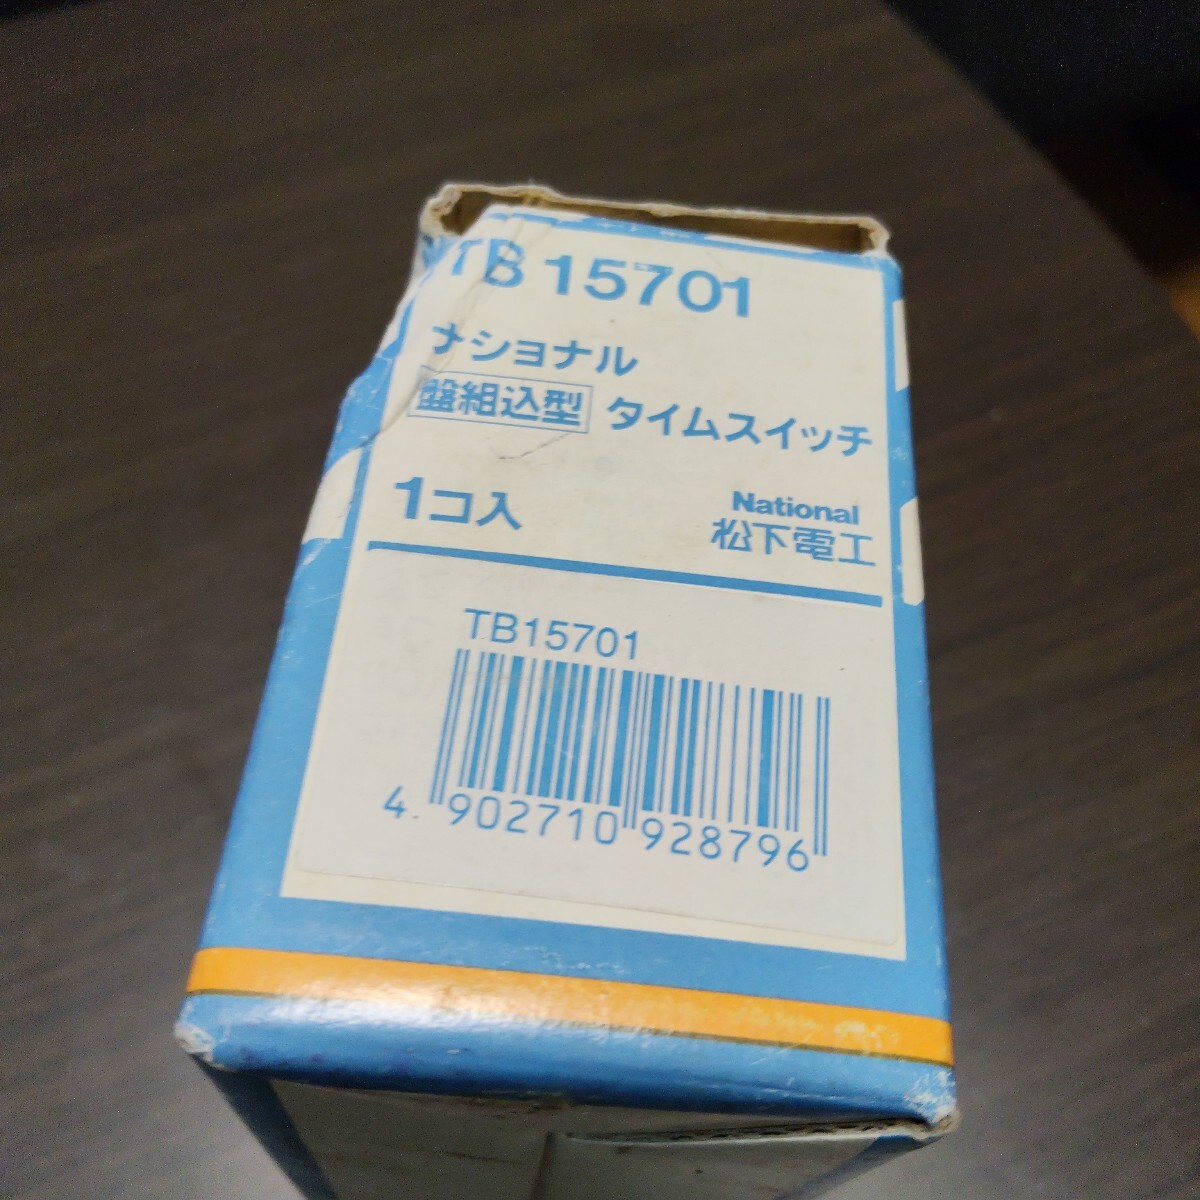 TB 15701
ナショナル
盤組込型 タイムスイッチ
1コ入
National
松下電工
TB15701
4 902710 928796